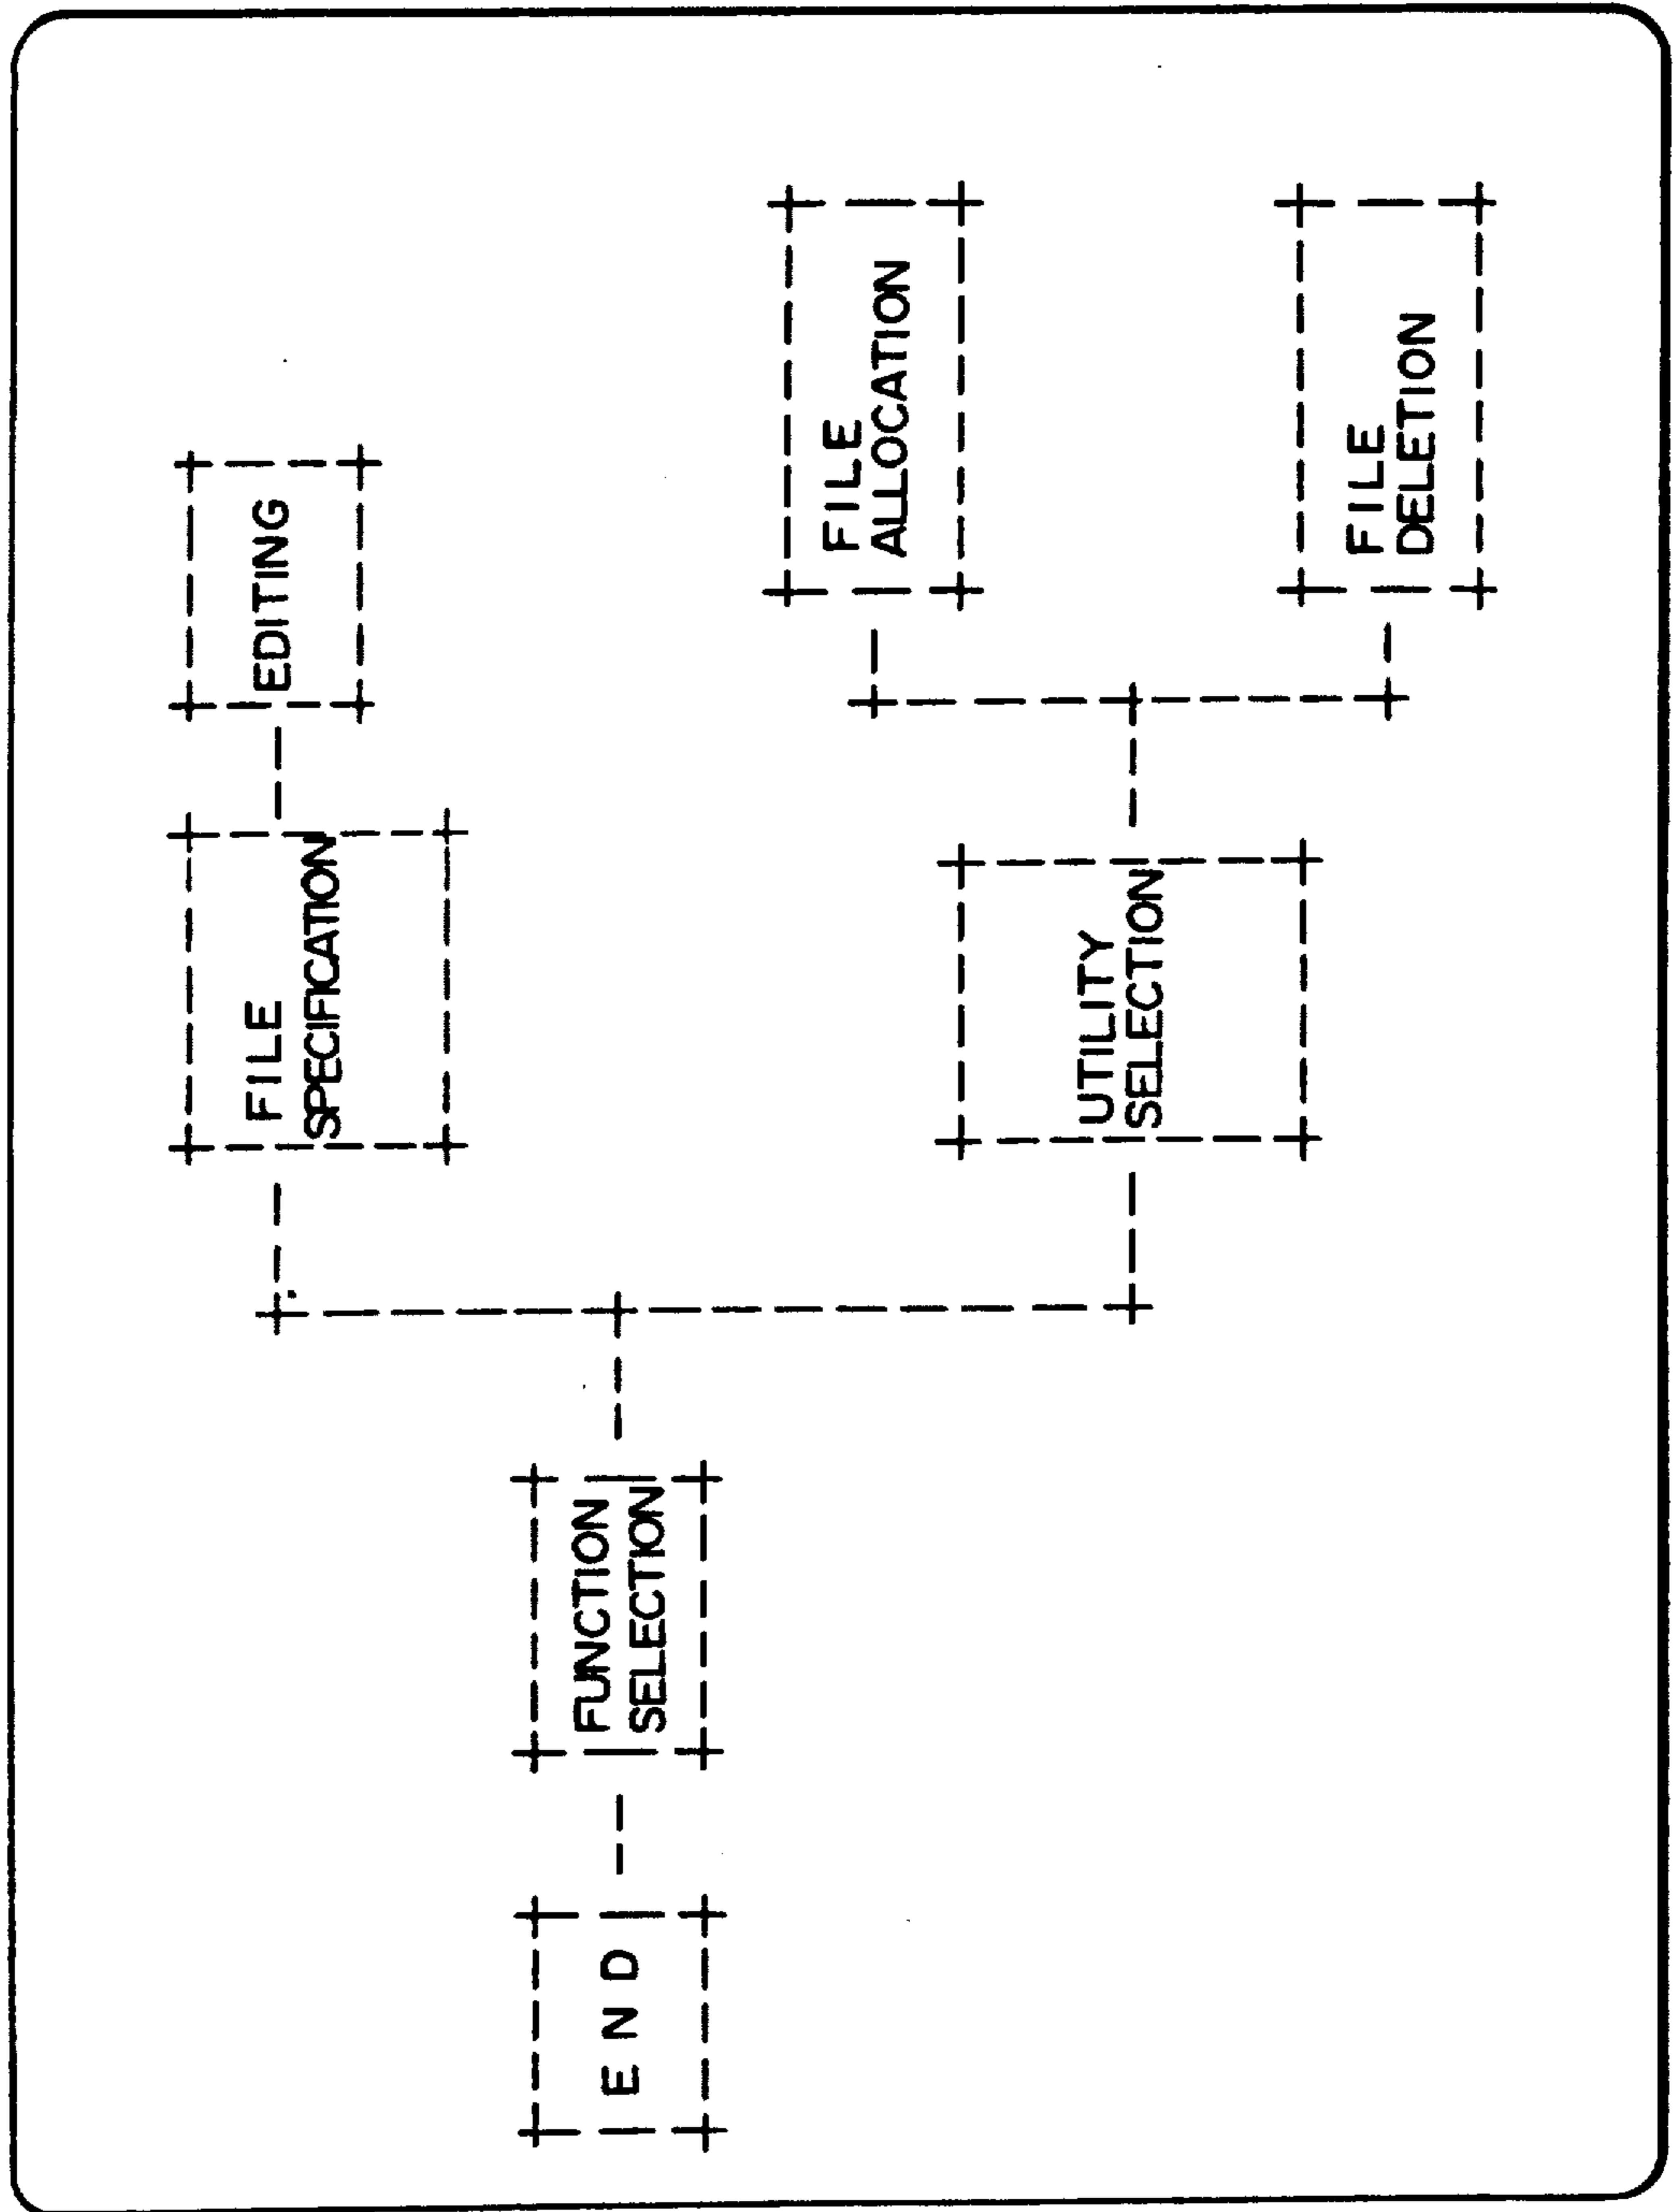 EDITING
FILE
SPECIFICATION
FILE
ALLOCATION
FUNCTION
SELECTION
END
UTILITY
SELECTION
FILE
DELETION